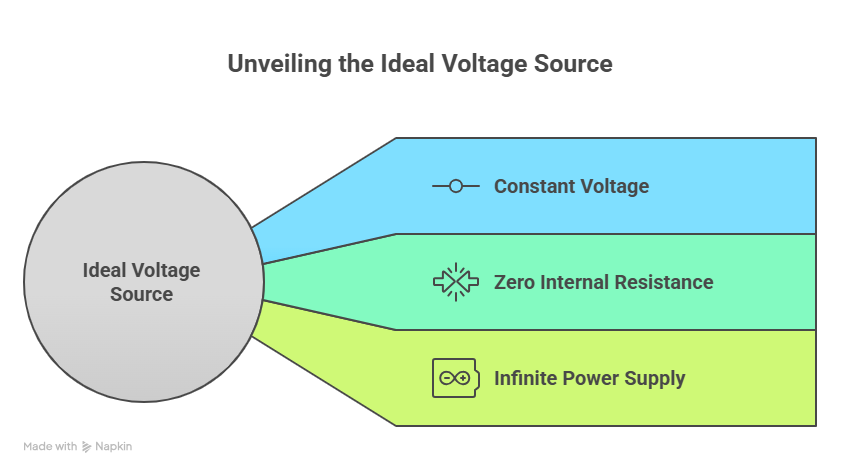 Unveiling the Ideal Voltage Source
Constant Voltage
Ideal Voltage
Source
Zero Internal Resistance
Infinite Power Supply
Made with Napkin